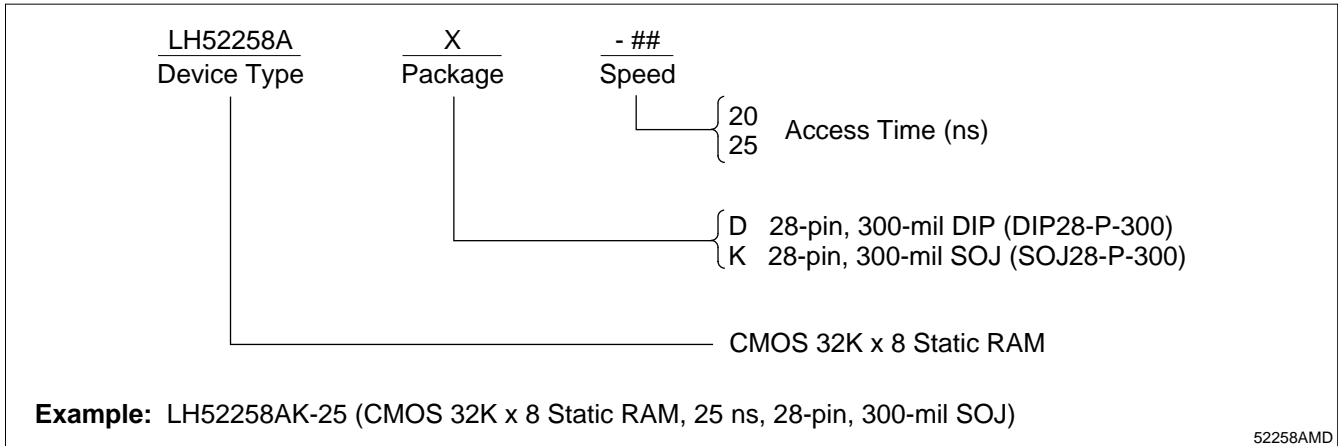 LH52258A X - ##
Device Type Package Speed
20
25
Access Time (ns)
D 28-pin, 300-mil DIP (DIP28-P-300)
K 28-pin, 300-mil SOJ (SOJ28-P-300)
CMOS 32K x 8 Static RAM
Example: LH52258AK-25 (CMOS 32K x 8 Static RAM, 25 ns, 28-pin, 300-mil SOJ)
52258AMD